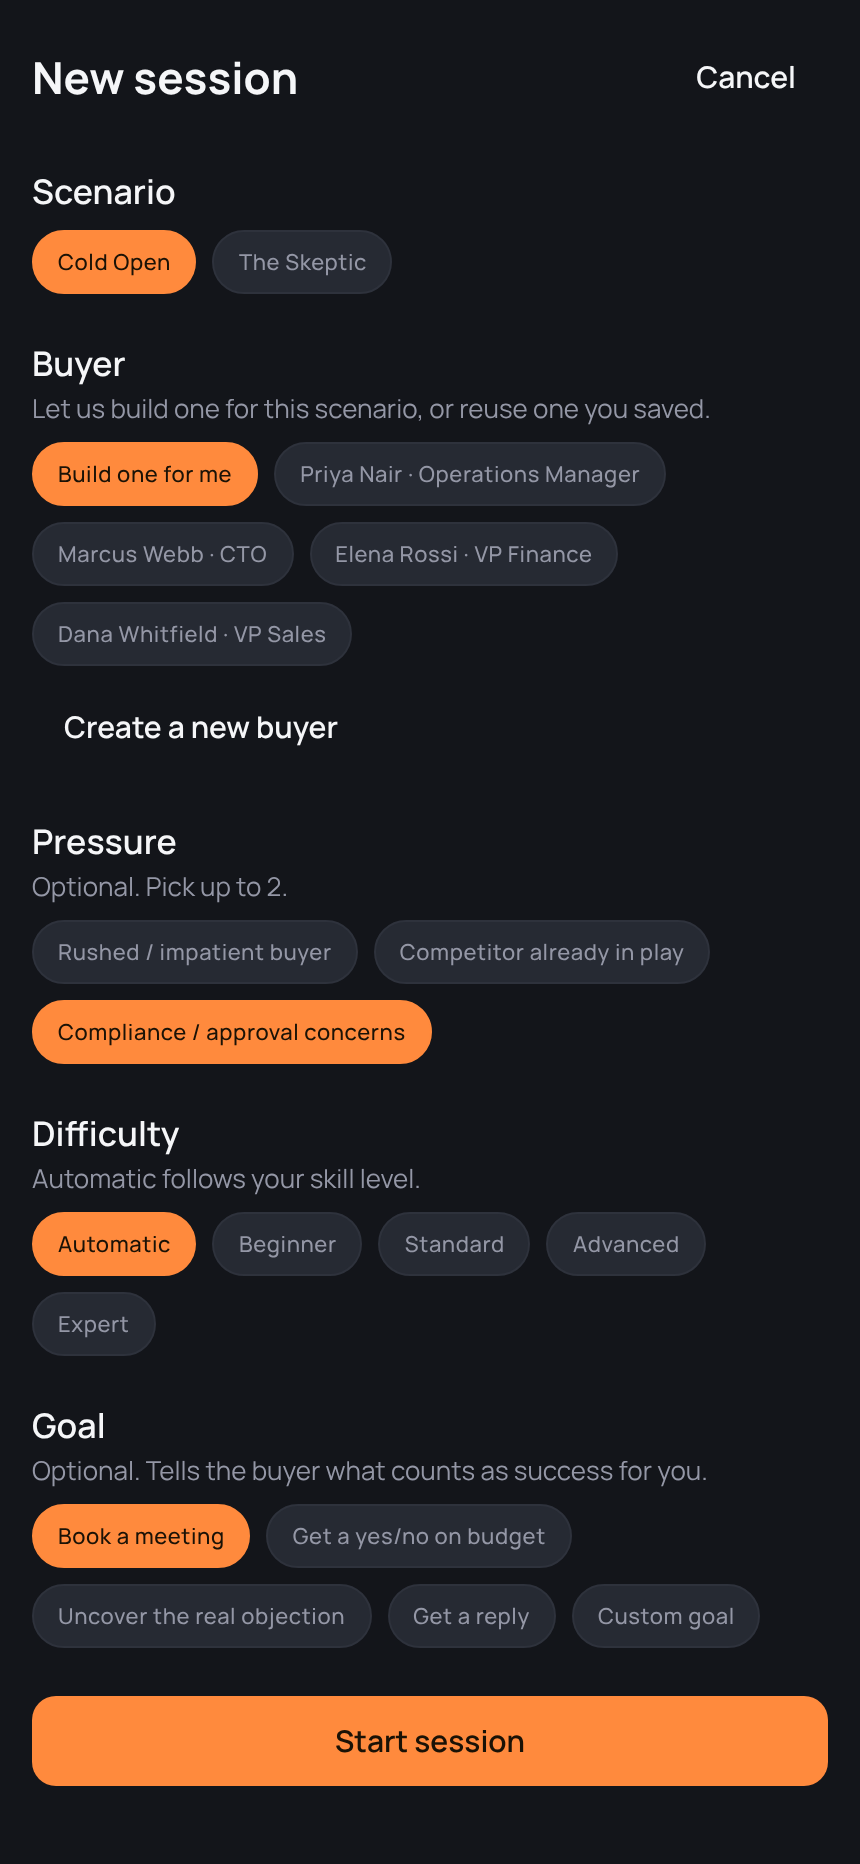 New session
Cancel
Scenario
Cold Open
The Skeptic
Buyer
Let us build one for this scenario, or reuse one you saved.
Build one for me
Priya Nair · Operations Manager
Marcus Webb · CTO
Elena Rossi · VP Finance
Dana Whitfield · VP Sales
Create a new buyer
Pressure
Optional. Pick up to 2.
Rushed / impatient buyer
Competitor already in play
Compliance / approval concerns
Difficulty
Automatic follows your skill level.
Automatic
Beginner
Standard
Advanced
Expert
Goal
Optional. Tells the buyer what counts as success for you.
Book a meeting
Get a yes/no on budget
Uncover the real objection
Get a reply
Custom goal
Start session